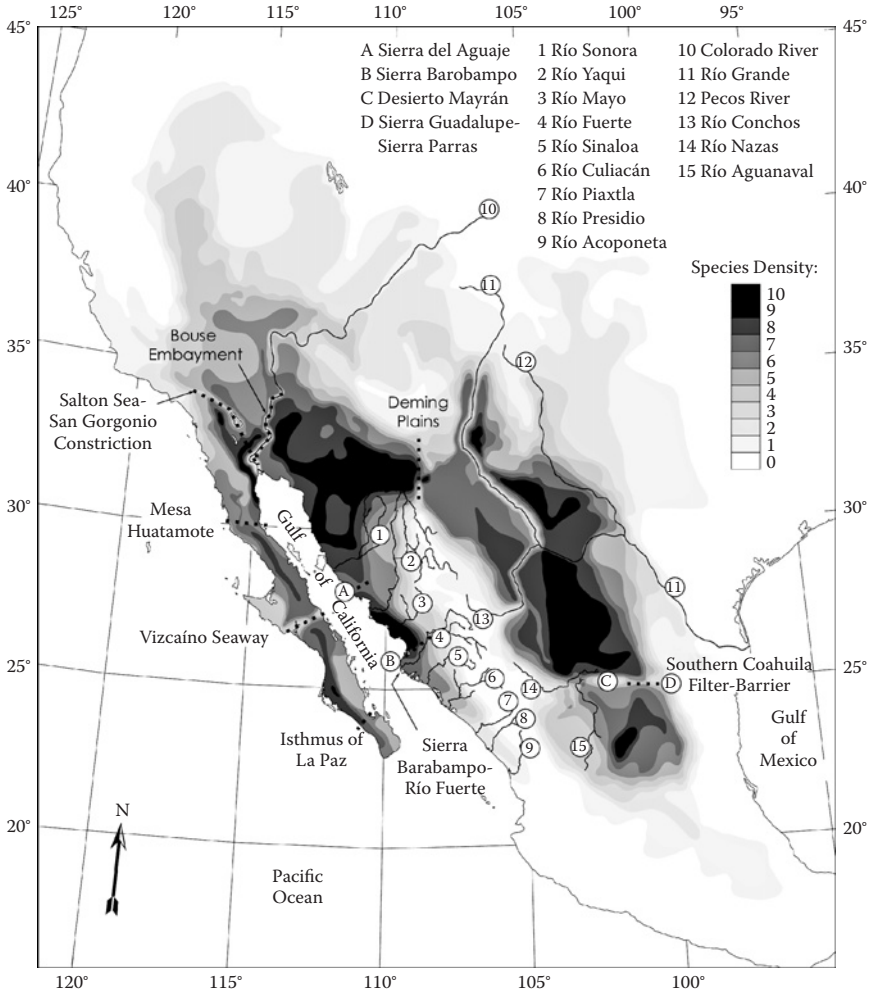 120° 115° 110° 105° 100° 95°
45° 45°
A Sierra del Aguaje
B Sierra Barobampo
C Desierto Mayrán
D Sierra Guadalupe-
Sierra Parras
1 Río Sonora
2 Río Yaqui
3 Río Mayo
4 Río Fuerte
5 Río Sinaloa
6 Río Culiacán
7 Río Piaxtla
8 Río Presidio
9 Río Acoponeta
10 Colorado River
11 Río Grande
12 Pecos River
13 Río Conchos
14 Río Nazas
15 Río Aguanaval
40° 40°
10
Species Density:
10
9
8
7
6
5
4
3
2
1
0
11
12
Bouse
Embayment
35° 35°
Salton Sea-
San Gorgonio
Constriction
Deming
Plains
30° 30°
Mesa
Huatamote
Gulf
of
California
1
2
A
3
11
13
4
Vizcaíno Seaway
5
B
25° 25°
Southern Coahuila
Filter-Barrier
6
14
C
D
7
8
9
15
Gulf
of
Mexico
Isthmus of
La Paz
Sierra
Barabampo-
Río Fuerte
N
20° 20°
Pacific
Ocean
120° 115° 110° 105° 100°